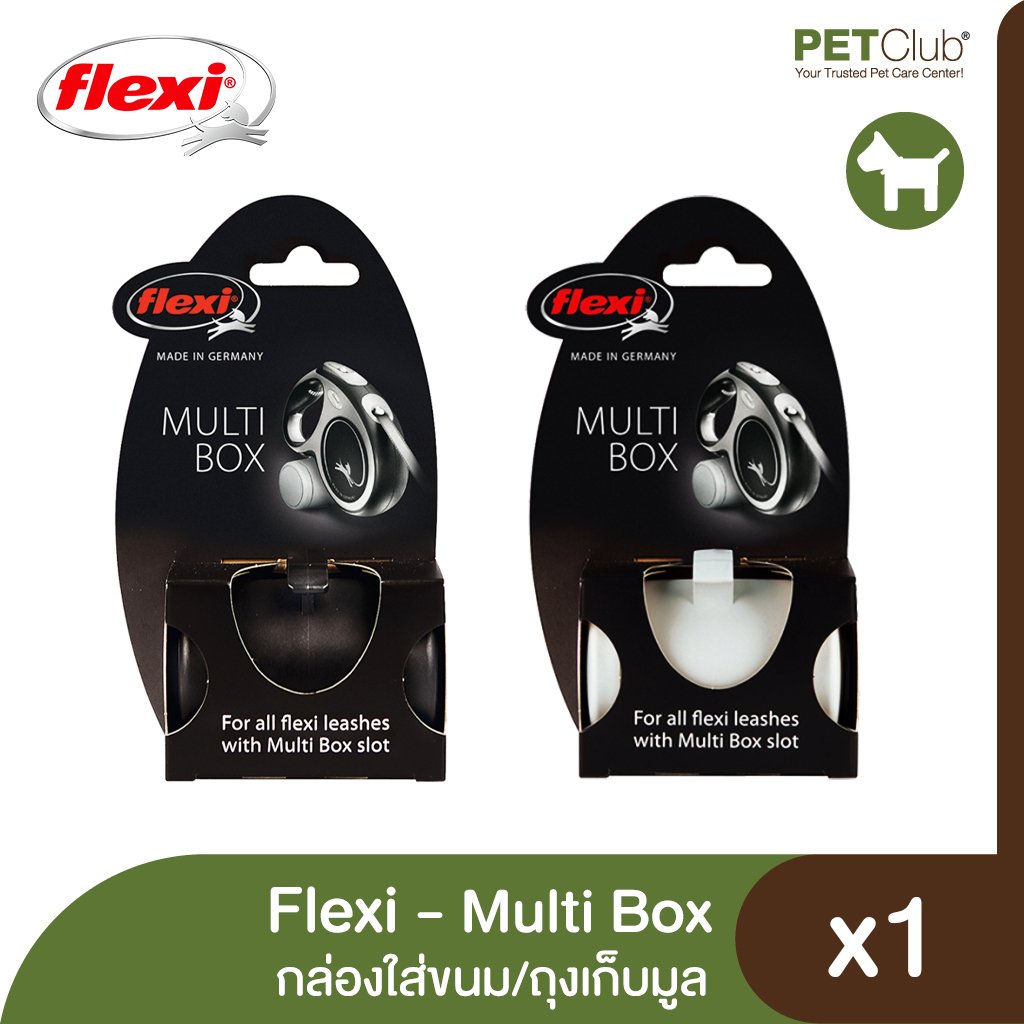 flexi®
PETClub®
Your Trusted Pet Care Center!
flexi®
MADE IN GERMANY
MULTI
BOX
For all flexi leashes
with Multi Box slot
flexi®
MADE IN GERMANY
MULTI
BOX
For all flexi leashes
with Multi Box slot
Flexi - Multi Box
กล่องใส่ขนม/ถุงเก็บมูล
x1